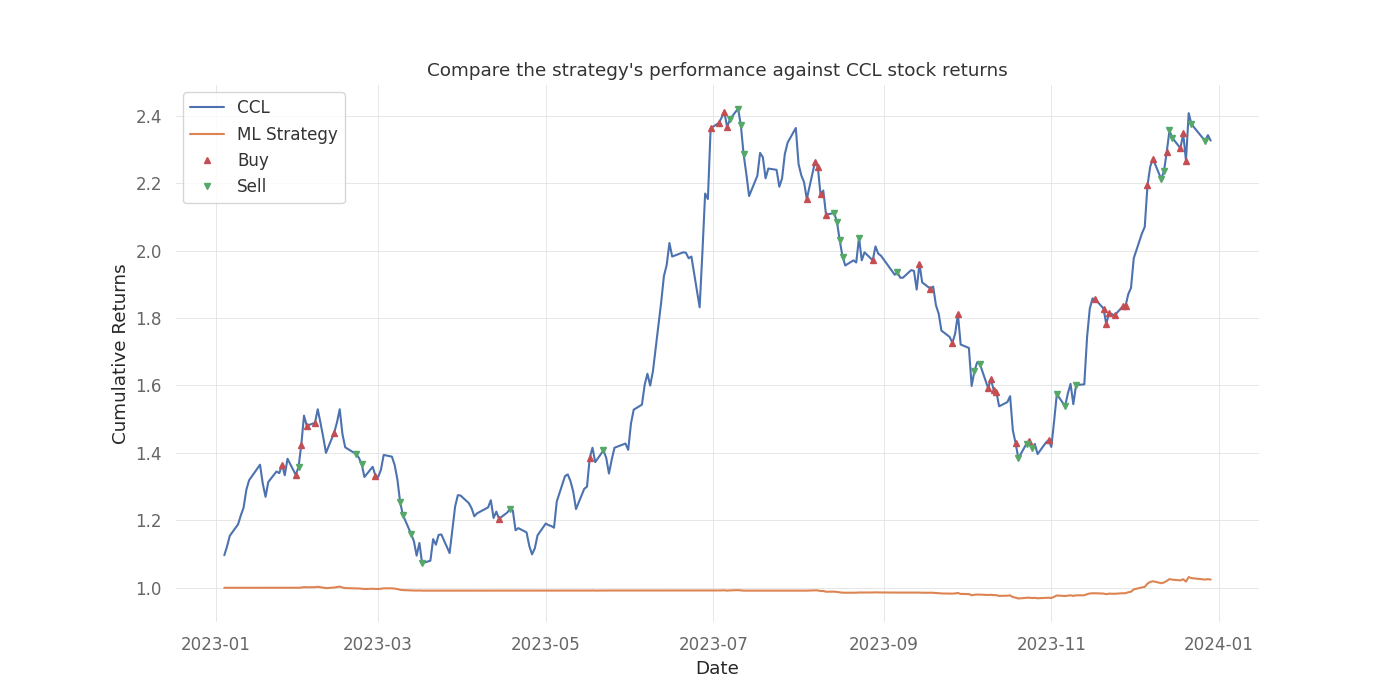 Compare the strategy's performance against CCL stock returns
CCL
ML Strategy
Buy
Sell
Cumulative Returns
2.4
2.2
2.0
1.8
1.6
1.4
1.2
1.0
2023-01 2023-03 2023-05 2023-07 2023-09 2023-11 2024-01
Date